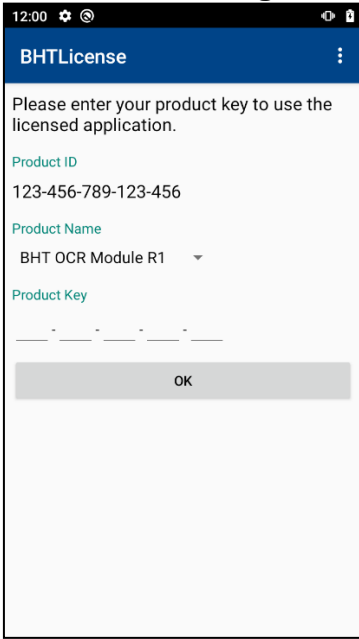 12:00
BHTLicense
Please enter your product key to use the
licensed application.
Product ID
123-456-789-123-456
Product Name
BHT OCR Module R1
Product Key
- - - -
OK